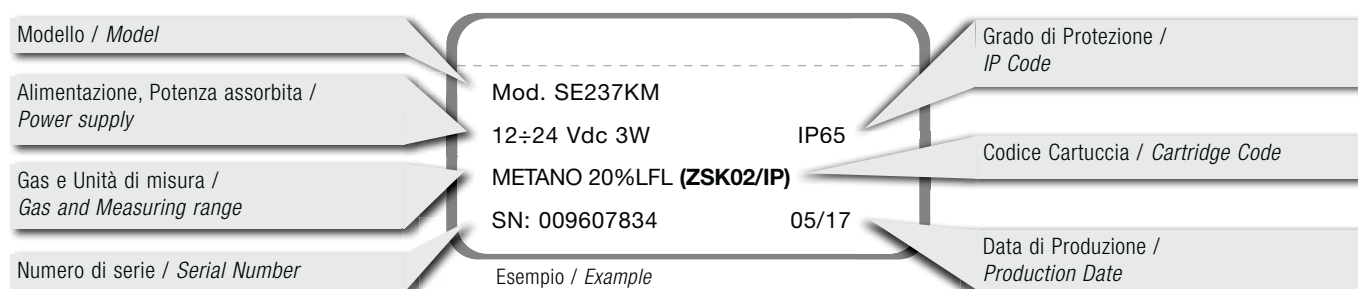 Modello / Model
Alimentazione, Potenza assorbita /
Power supply
Gas e Unità di misura /
Gas and Measuring range
Numero di serie / Serial Number
Mod. SE237KM
12÷24 Vdc 3W IP65
METANO 20%LFL (ZSK02/IP)
SN: 009607834 05/17
Esempio / Example
Grado di Protezione /
IP Code
Codice Cartuccia / Cartridge Code
Data di Produzione /
Production Date